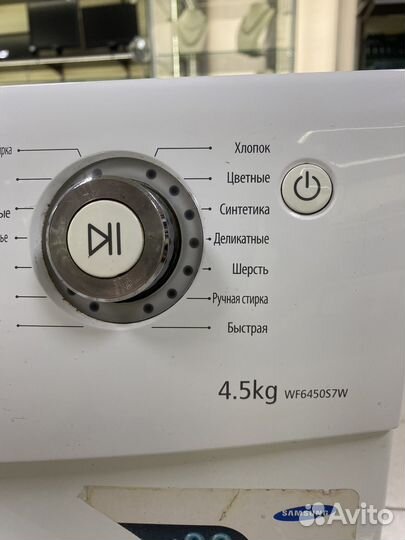 Хлопок
Цветные
Синтетика
Деликатные
Шерсть
Ручная стирка
Быстрая
4.5kg WF6450S7W
SAMSUNG
Avito